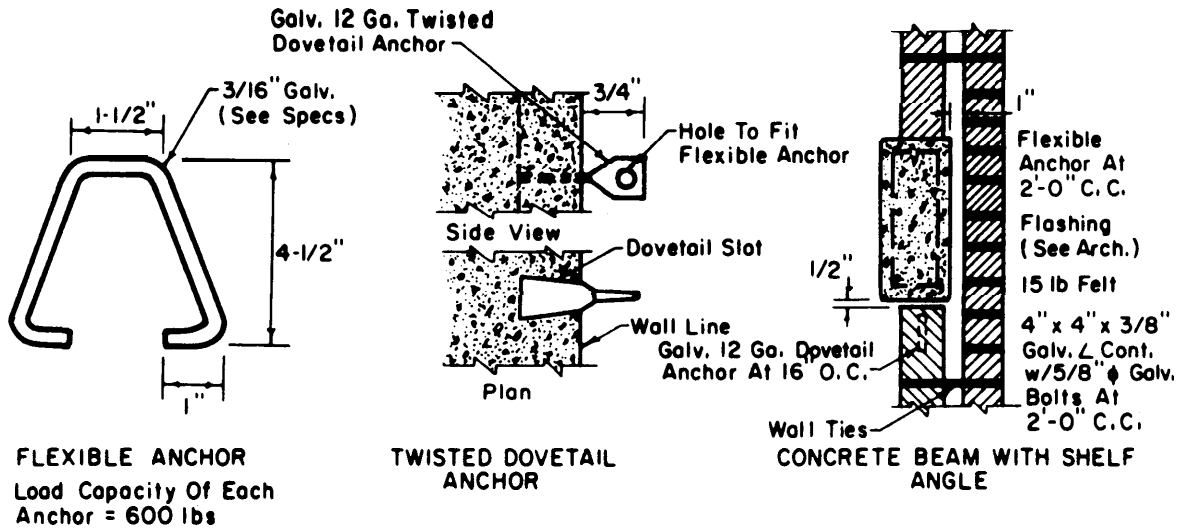 1-1/2"
3/16" Galv.
(See Specs)
4-1/2"
1"
FLEXIBLE ANCHOR
Load Capacity Of Each
Anchor = 600 lbs
Galv. 12 Ga. Twisted
Dovetail Anchor
3/4"
Hole To Fit
Flexible Anchor
Side View
Dovetail Slot
Wall Line
Plan
TWISTED DOVETAIL
ANCHOR
1"
Flexible
Anchor At
2'-0" C.C.
Flashing
(See Arch.)
15 lb Felt
4" x 4" x 3/8"
Galv. ∠ Cont.
w/5/8" ϕ Galv.
Bolts At
2'-0" C.C.
1/2"
Galv. 12 Ga. Dovetail
Anchor At 16" O.C.
Wall Ties
CONCRETE BEAM WITH SHELF
ANGLE